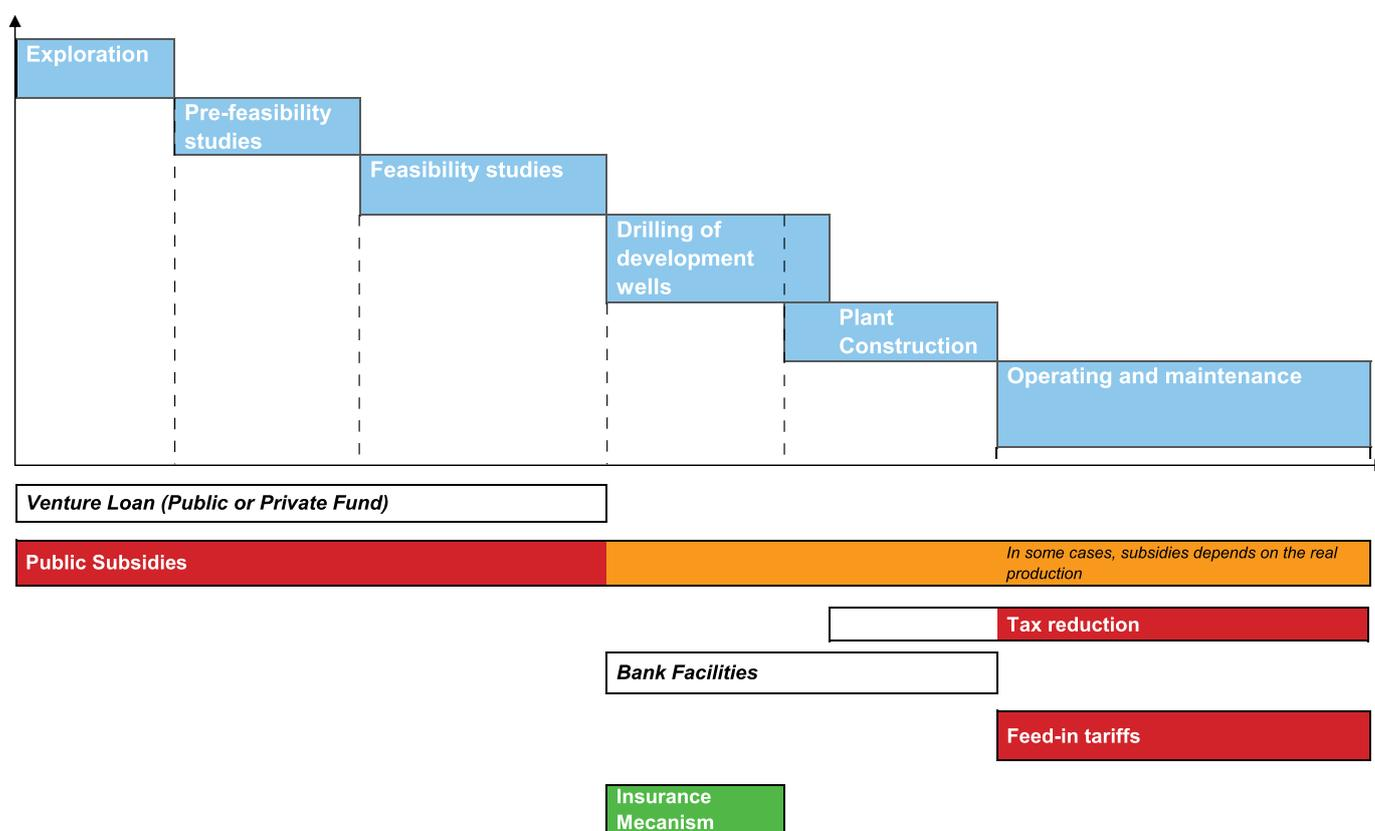 Exploration
Pre-feasibility
studies
Feasibility studies
Drilling of
development
wells
Plant
Construction
Operating and maintenance
Venture Loan (Public or Private Fund)
Public Subsidies
In some cases, subsidies depends on the real
production
Tax reduction
Bank Facilities
Feed-in tariffs
Insurance
Mecanism